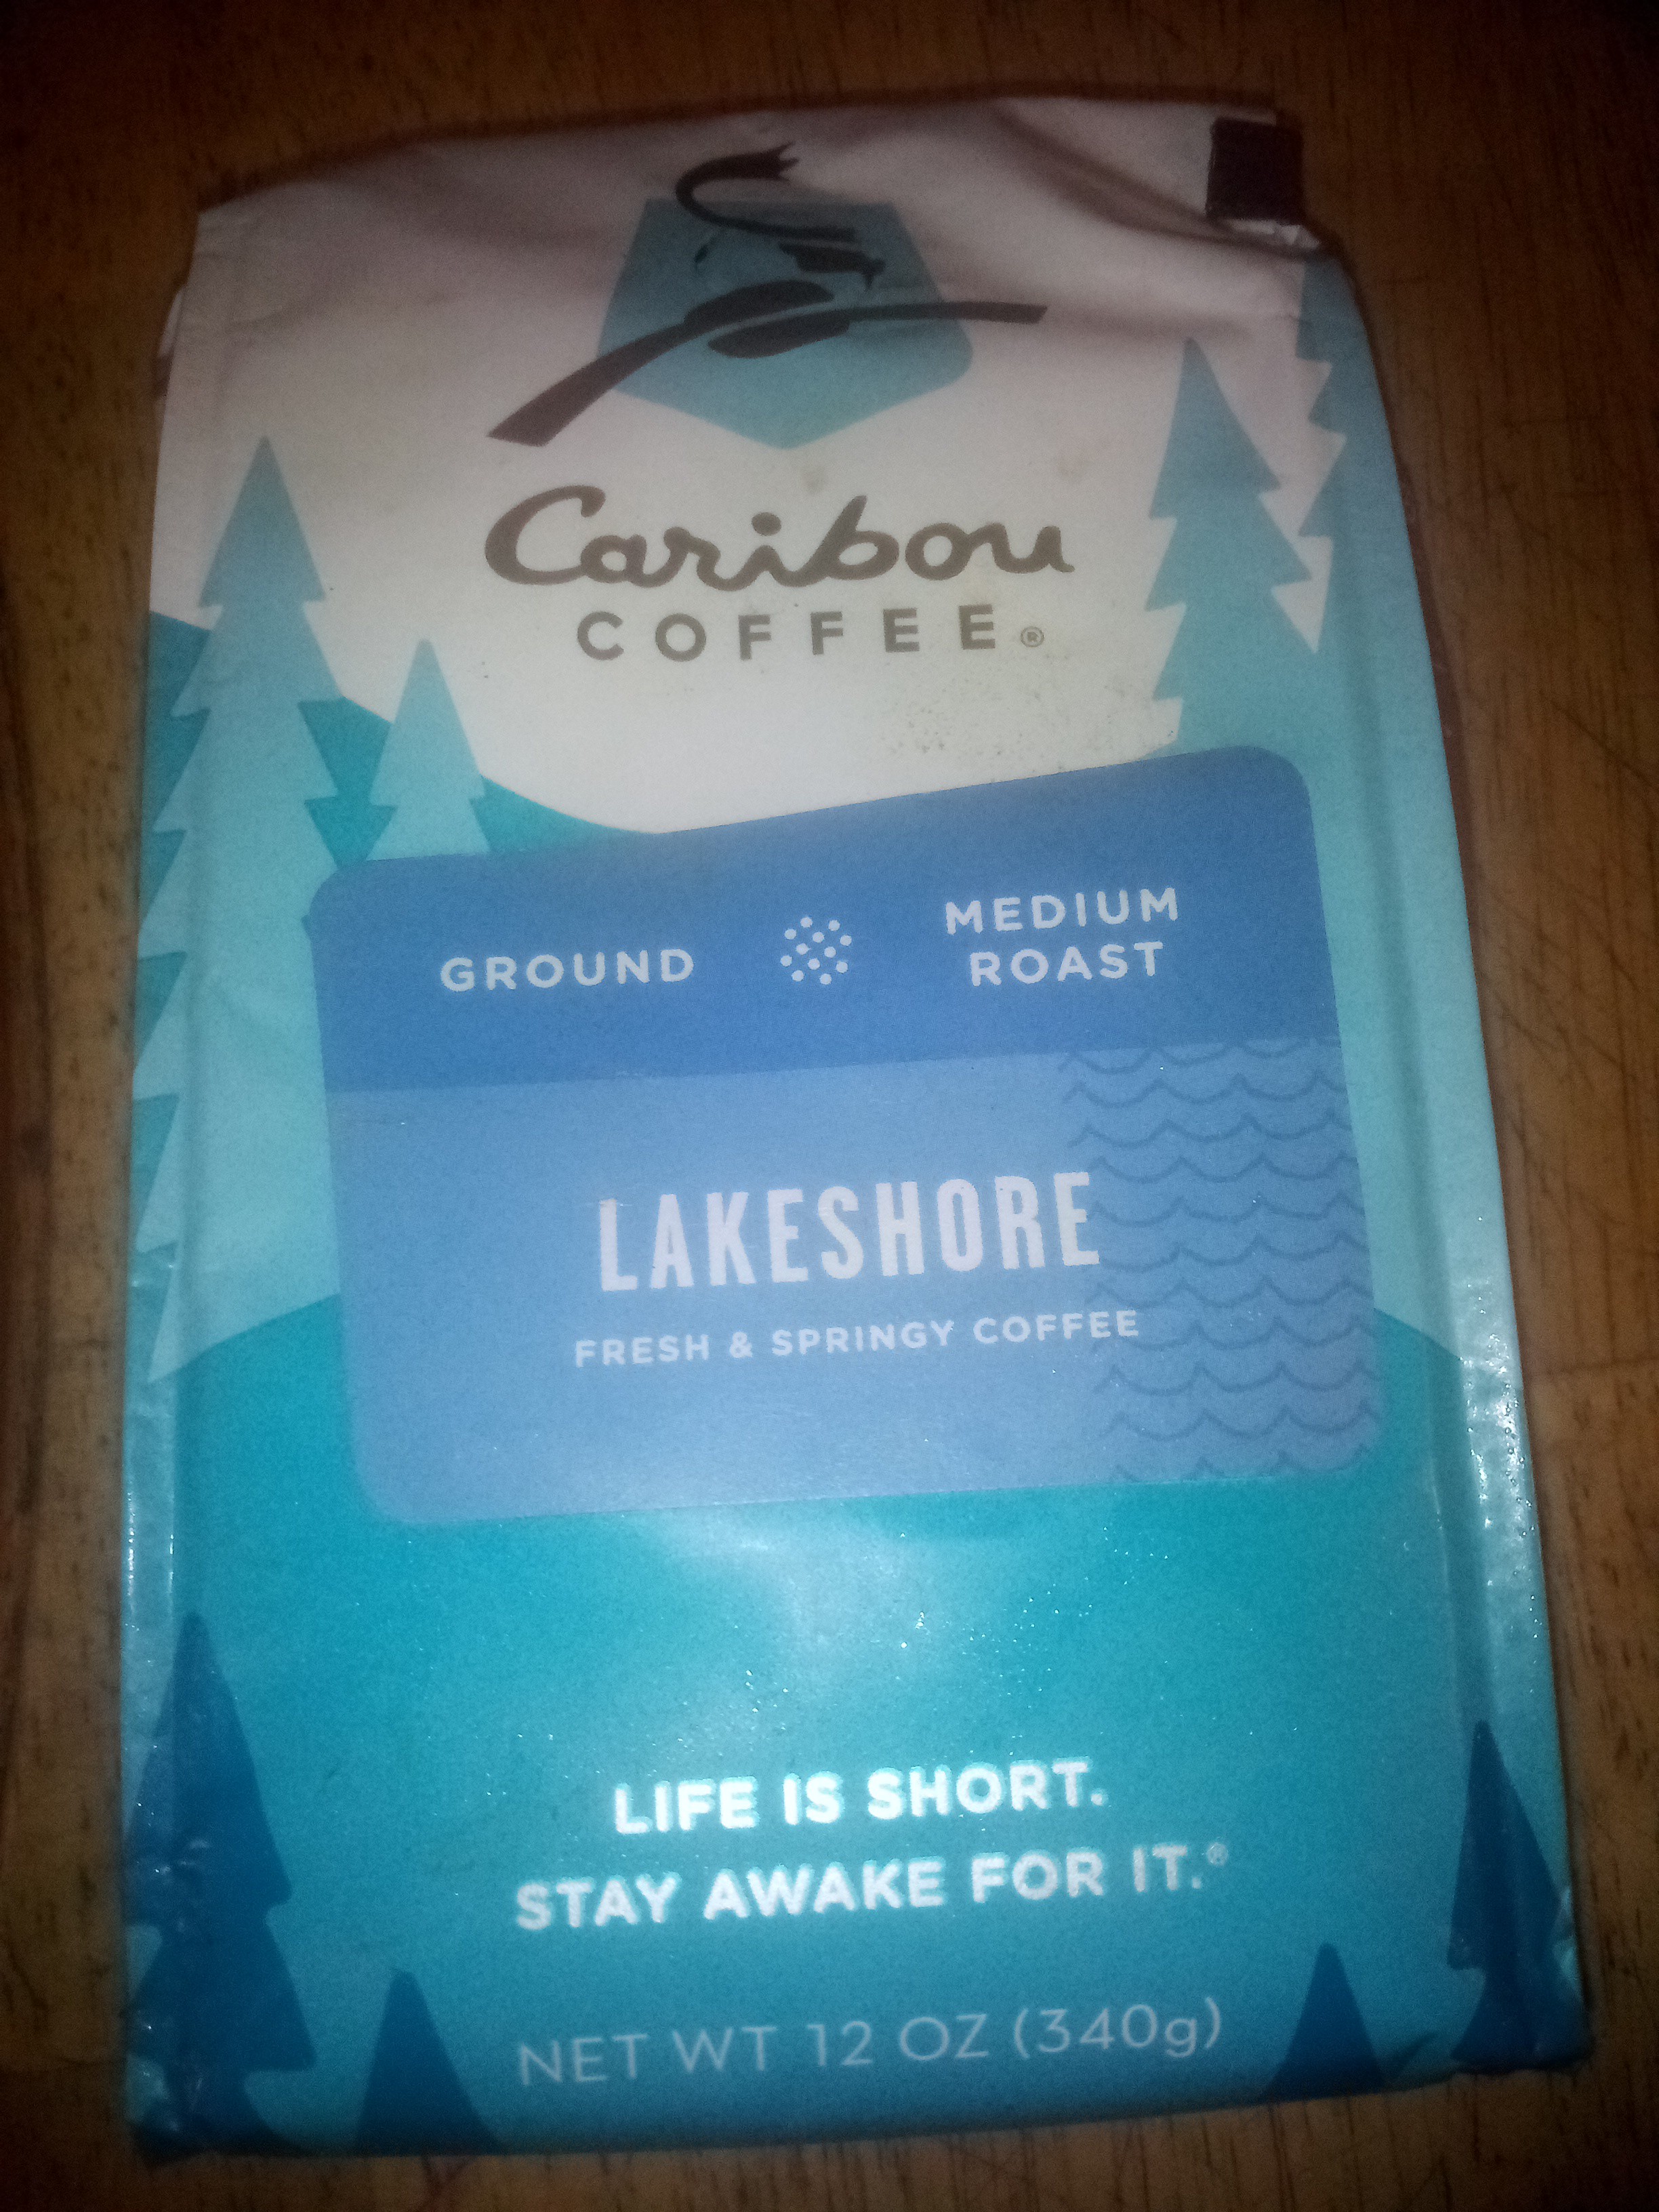 Caribou
COFFEE®
GROUND
MEDIUM
ROAST
LAKESHORE
FRESH & SPRINGY COFFEE
LIFE IS SHORT.
STAY AWAKE FOR IT.®
NET WT 12 OZ (340g)